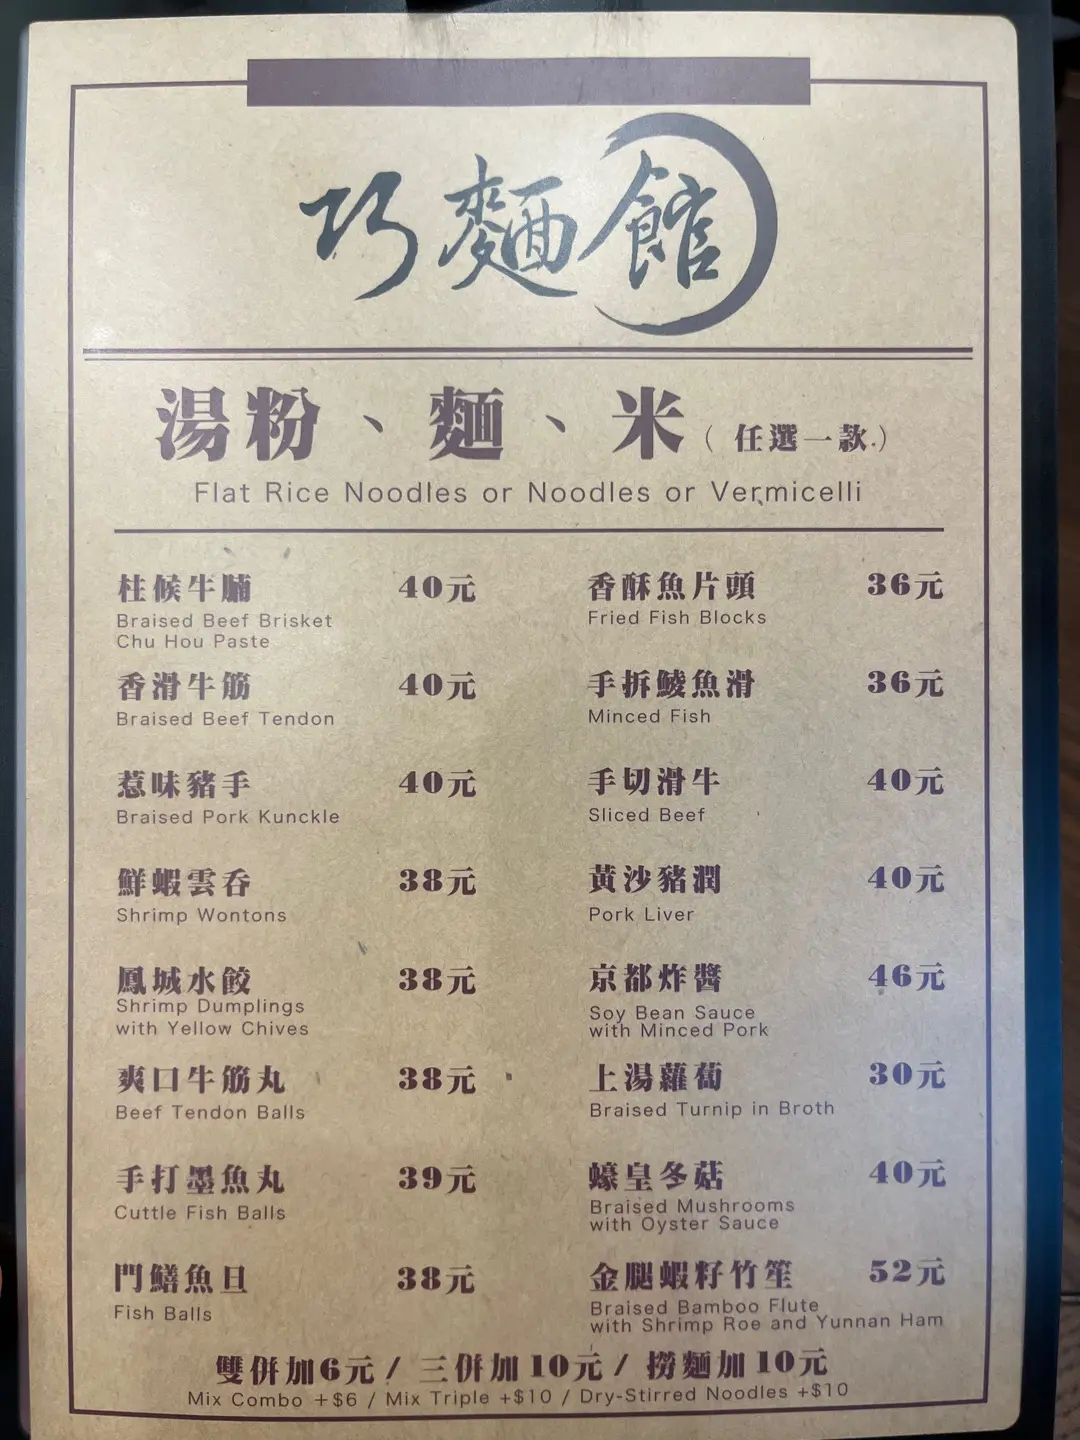 巧麵館
湯粉、麵、米（任選一款）
Flat Rice Noodles or Noodles or Vermicelli
柱候牛腩 40元
Braised Beef Brisket
Chu Hou Paste
香滑牛筋 40元
Braised Beef Tendon
惹味豬手 40元
Braised Pork Kunckle
鮮蝦雲吞 38元
Shrimp Wontons
鳳城水餃 38元
Shrimp Dumplings
with Yellow Chives
爽口牛筋丸 38元
Beef Tendon Balls
手打墨魚丸 39元
Cuttle Fish Balls
門鱔魚旦 38元
Fish Balls
香酥魚片頭 36元
Fried Fish Blocks
手拆鯪魚滑 36元
Minced Fish
手切滑牛 40元
Sliced Beef
黃沙豬潤 40元
Pork Liver
京都炸醬 46元
Soy Bean Sauce
with Minced Pork
上湯蘿蔔 30元
Braised Turnip in Broth
蠔皇冬菇 40元
Braised Mushrooms
with Oyster Sauce
金腿蝦籽竹笙 52元
Braised Bamboo Flute
with Shrimp Roe and Yunnan Ham
雙併加6元 / 三併加10元 / 撈麵加10元
Mix Combo +$6 / Mix Triple +$10 / Dry-Stirred Noodles +$10